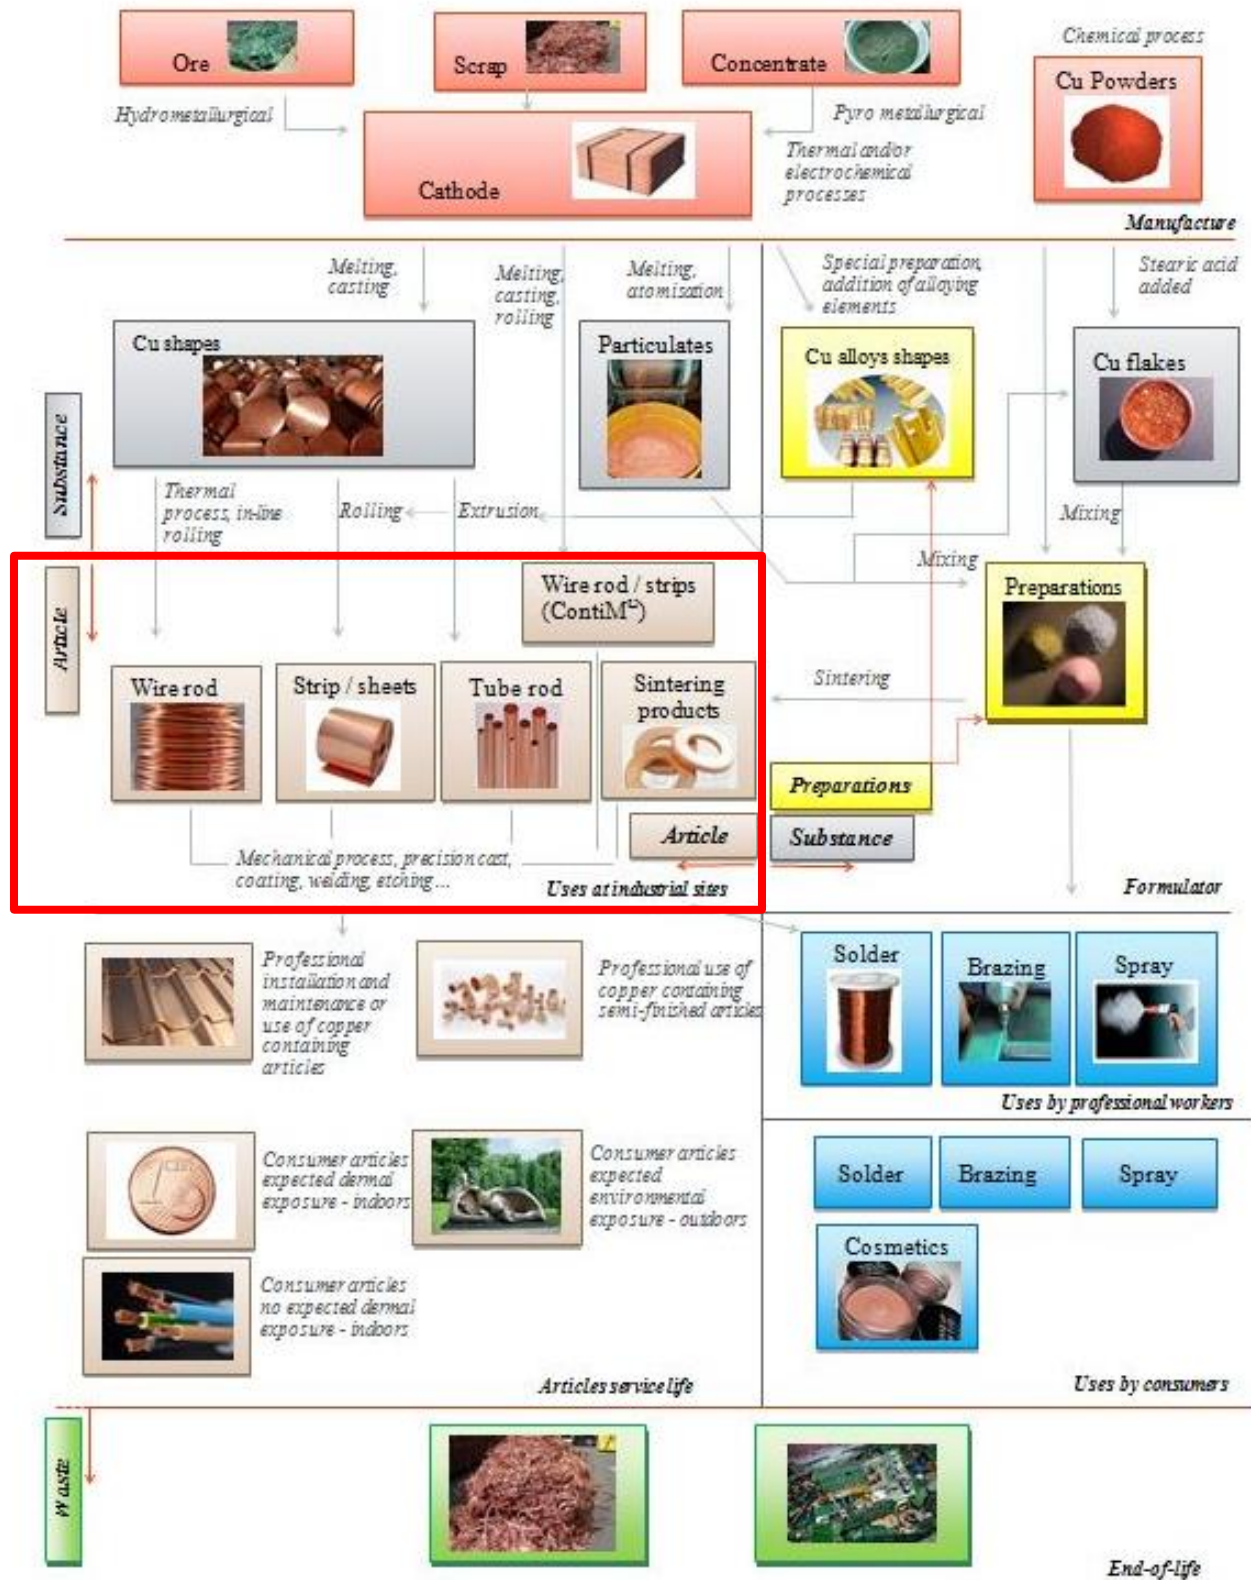 Ore
Scrap
Concentrate
Chemical process
Cu Powders
Hydrometallurgical
Pyro metallurgical
Cathode
Thermal and/or
electrochemical
processes
Manufacture
Melting,
casting
Melting,
casting,
rolling
Melting,
atomisation
Special preparation,
addition of alloying
elements
Stearic acid
added
Cu shapes
Particulates
Cu alloys shapes
Cu flakes
Substance
Thermal
process, in-line
rolling
Rolling
Extrusion
Mixing
Mixing
Article
Wire rod / strips
Preparations
Wire rod
Strip / sheets
Tube rod
Sintering
products
Sintering
Preparations
Article
Substance
Mechanical process, precision cast,
coating, welding, etching...
Uses at industrial sites
Formulator
Professional
installation and
maintenance or
use of copper
containing
articles
Professional use of
copper containing
semi-finished articles
Solder
Brazing
Spray
Uses by professional workers
Consumer articles
expected dermal
exposure - indoors
Consumer articles
expected
environmental
exposure - outdoors
Solder
Brazing
Spray
Cosmetics
Consumer articles
no expected dermal
exposure - indoors
Articles service life
Uses by consumers
Waste
End-of-life